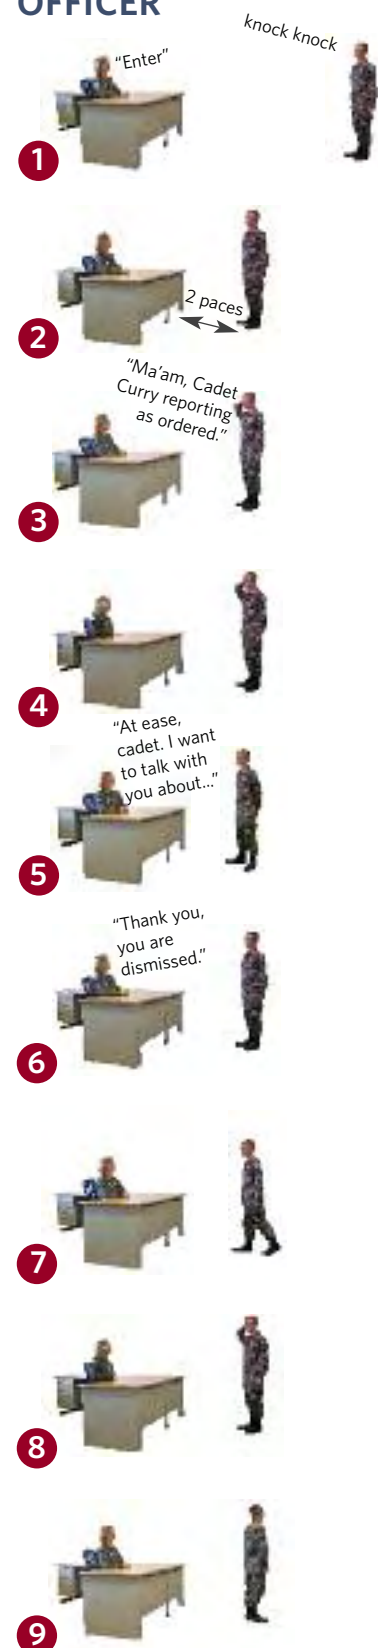 OFFICER
knock knock
“Enter”
1
2 paces
2
“Ma’am, Cadet
Curry reporting
as ordered.”
3
4
“At ease,
cadet. I want
to talk with
you about...”
5
“Thank you,
you are
dismissed.”
6
7
8
9